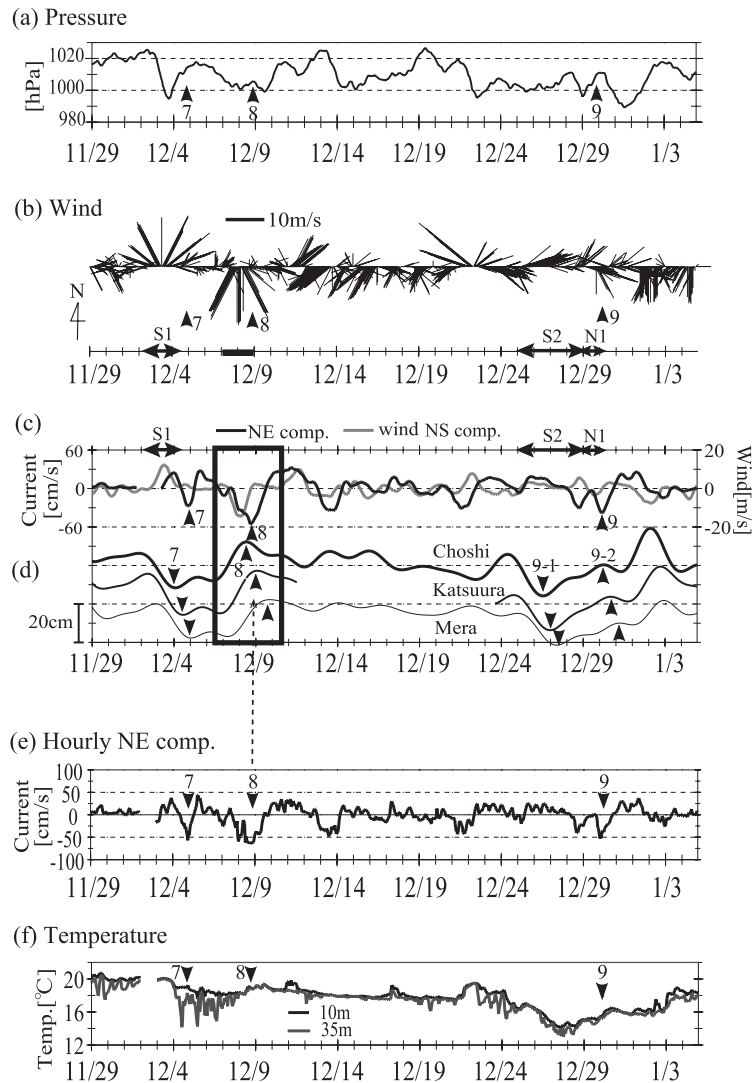 (a) Pressure
1020
1000
980
[hPa]
7
8
9
11/29 12/4 12/9 12/14 12/19 12/24 12/29 1/3
(b) Wind
10m/s
N
7
8
9
S1
S2
N1
11/29 12/4 12/9 12/14 12/19 12/24 12/29 1/3
(c)
NE comp.
wind NS comp.
S1
S2
N1
60
0
-60
Current
[cm/s]
20
0
-20
Wind[m/s]
7
8
9
(d)
7
8
9-1
9-2
Choshi
Katsuura
Mera
20cm
11/29 12/4 12/9 12/14 12/19 12/24 12/29 1/3
(e) Hourly NE comp.
100
50
0
-50
-100
Current
[cm/s]
7
8
9
11/29 12/4 12/9 12/14 12/19 12/24 12/29 1/3
(f) Temperature
20
16
12
Temp.[℃]
7
8
9
10m
35m
11/29 12/4 12/9 12/14 12/19 12/24 12/29 1/3